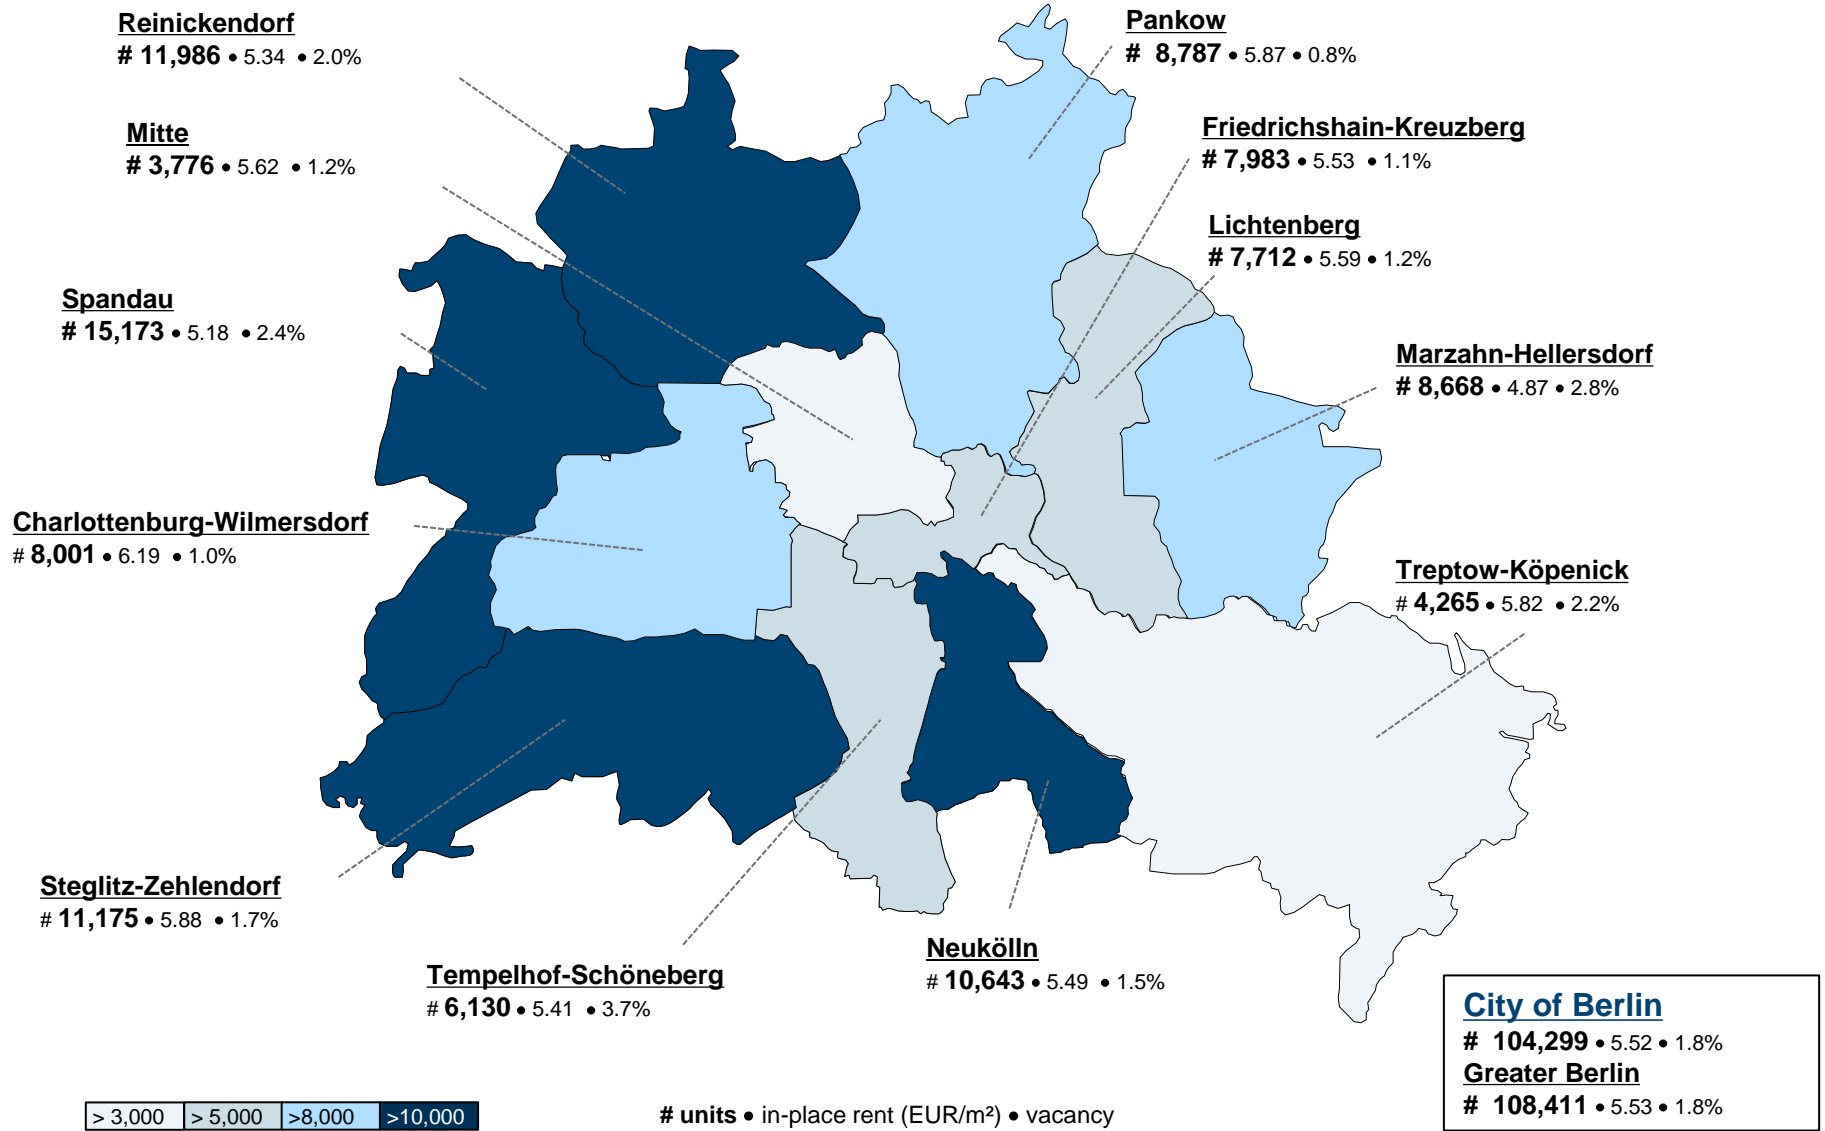 Reinickendorf
# 11,986 • 5.34 • 2.0%
Pankow
# 8,787 • 5.87 • 0.8%
Mitte
# 3,776 • 5.62 • 1.2%
Friedrichshain-Kreuzberg
# 7,983 • 5.53 • 1.1%
Lichtenberg
# 7,712 • 5.59 • 1.2%
Spandau
# 15,173 • 5.18 • 2.4%
Marzahn-Hellersdorf
# 8,668 • 4.87 • 2.8%
Charlottenburg-Wilmersdorf
# 8,001 • 6.19 • 1.0%
Treptow-Köpenick
# 4,265 • 5.82 • 2.2%
Steglitz-Zehlendorf
# 11,175 • 5.88 • 1.7%
Tempelhof-Schöneberg
# 6,130 • 5.41 • 3.7%
Neukölln
# 10,643 • 5.49 • 1.5%
City of Berlin
# 104,299 • 5.52 • 1.8%
Greater Berlin
# 108,411 • 5.53 • 1.8%
> 3,000 > 5,000 >8,000 >10,000
# units • in-place rent (EUR/m²) • vacancy